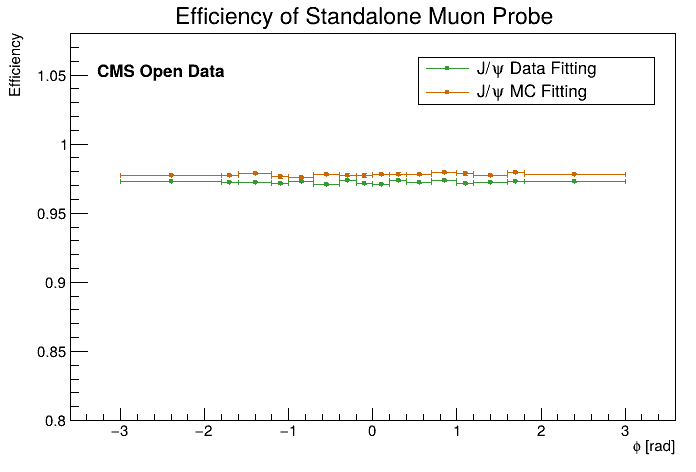 Efficiency of Standalone Muon Probe
Efficiency
CMS Open Data
J/ψ Data Fitting
J/ψ MC Fitting
1.05
1
0.95
0.9
0.85
0.8
−3 −2 −1 0 1 2 3
ϕ [rad]